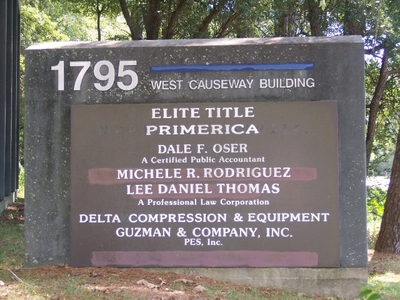 1795
WEST CAUSEWAY BUILDING
ELITE TITLE
PRIMERICA
DALE F. OSER
A Certified Public Accountant
MICHELE R. RODRIGUEZ
LEE DANIEL THOMAS
A Professional Law Corporation
DELTA COMPRESSION & EQUIPMENT
GUZMAN & COMPANY, INC.
PES, Inc.